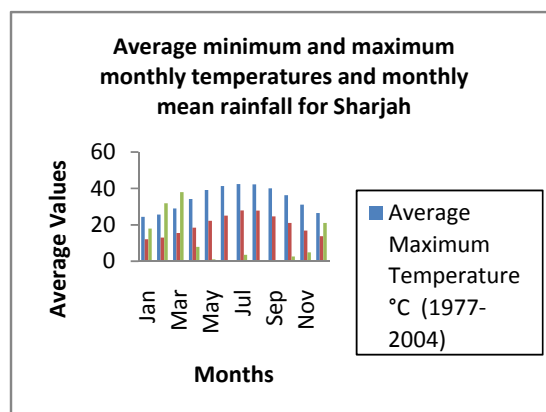 Average minimum and maximum
monthly temperatures and monthly
mean rainfall for Sharjah
60
40
20
0
Average Values
Jan
Mar
May
Jul
Sep
Nov
Months
Average
Maximum
Temperature
°C (1977-
2004)